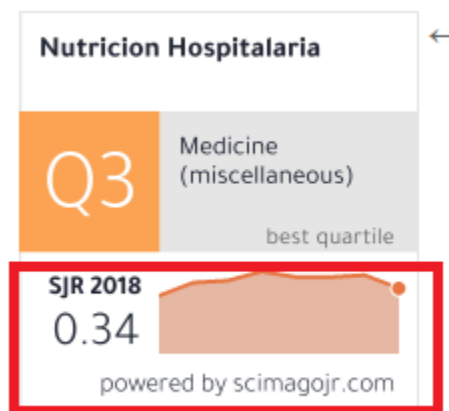 Nutricion Hospitalaria
←
Q3
Medicine
(miscellaneous)
best quartile
SJR 2018
0.34
powered by scimagojr.com